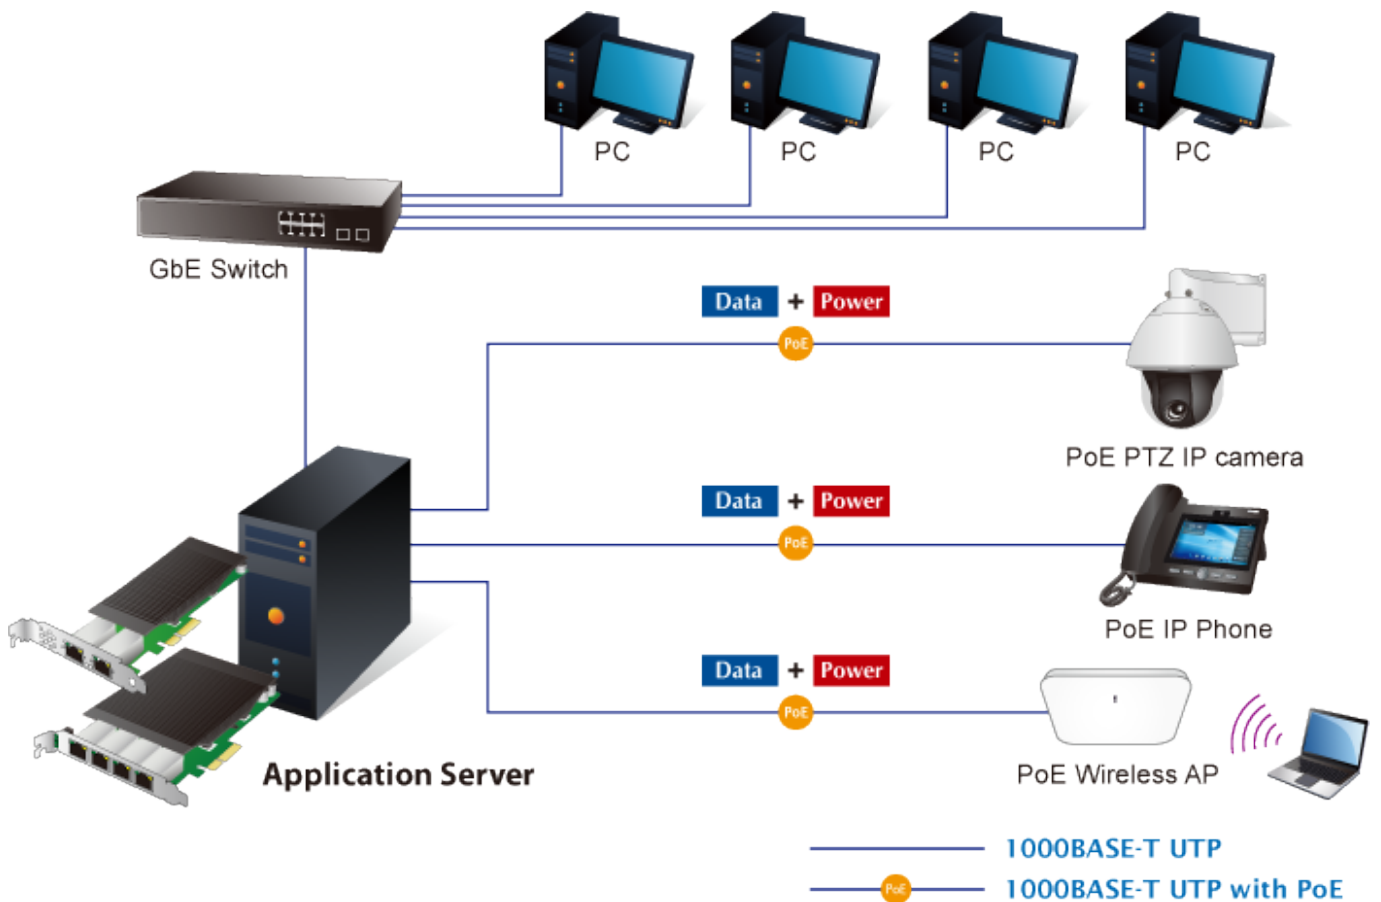 PC
PC
PC
PC
GbE Switch
Data + Power
PoE
PoE PTZ IP camera
Data + Power
PoE
PoE IP Phone
Data + Power
PoE
PoE Wireless AP
Application Server
1000BASE-T UTP
PoE 1000BASE-T UTP with PoE